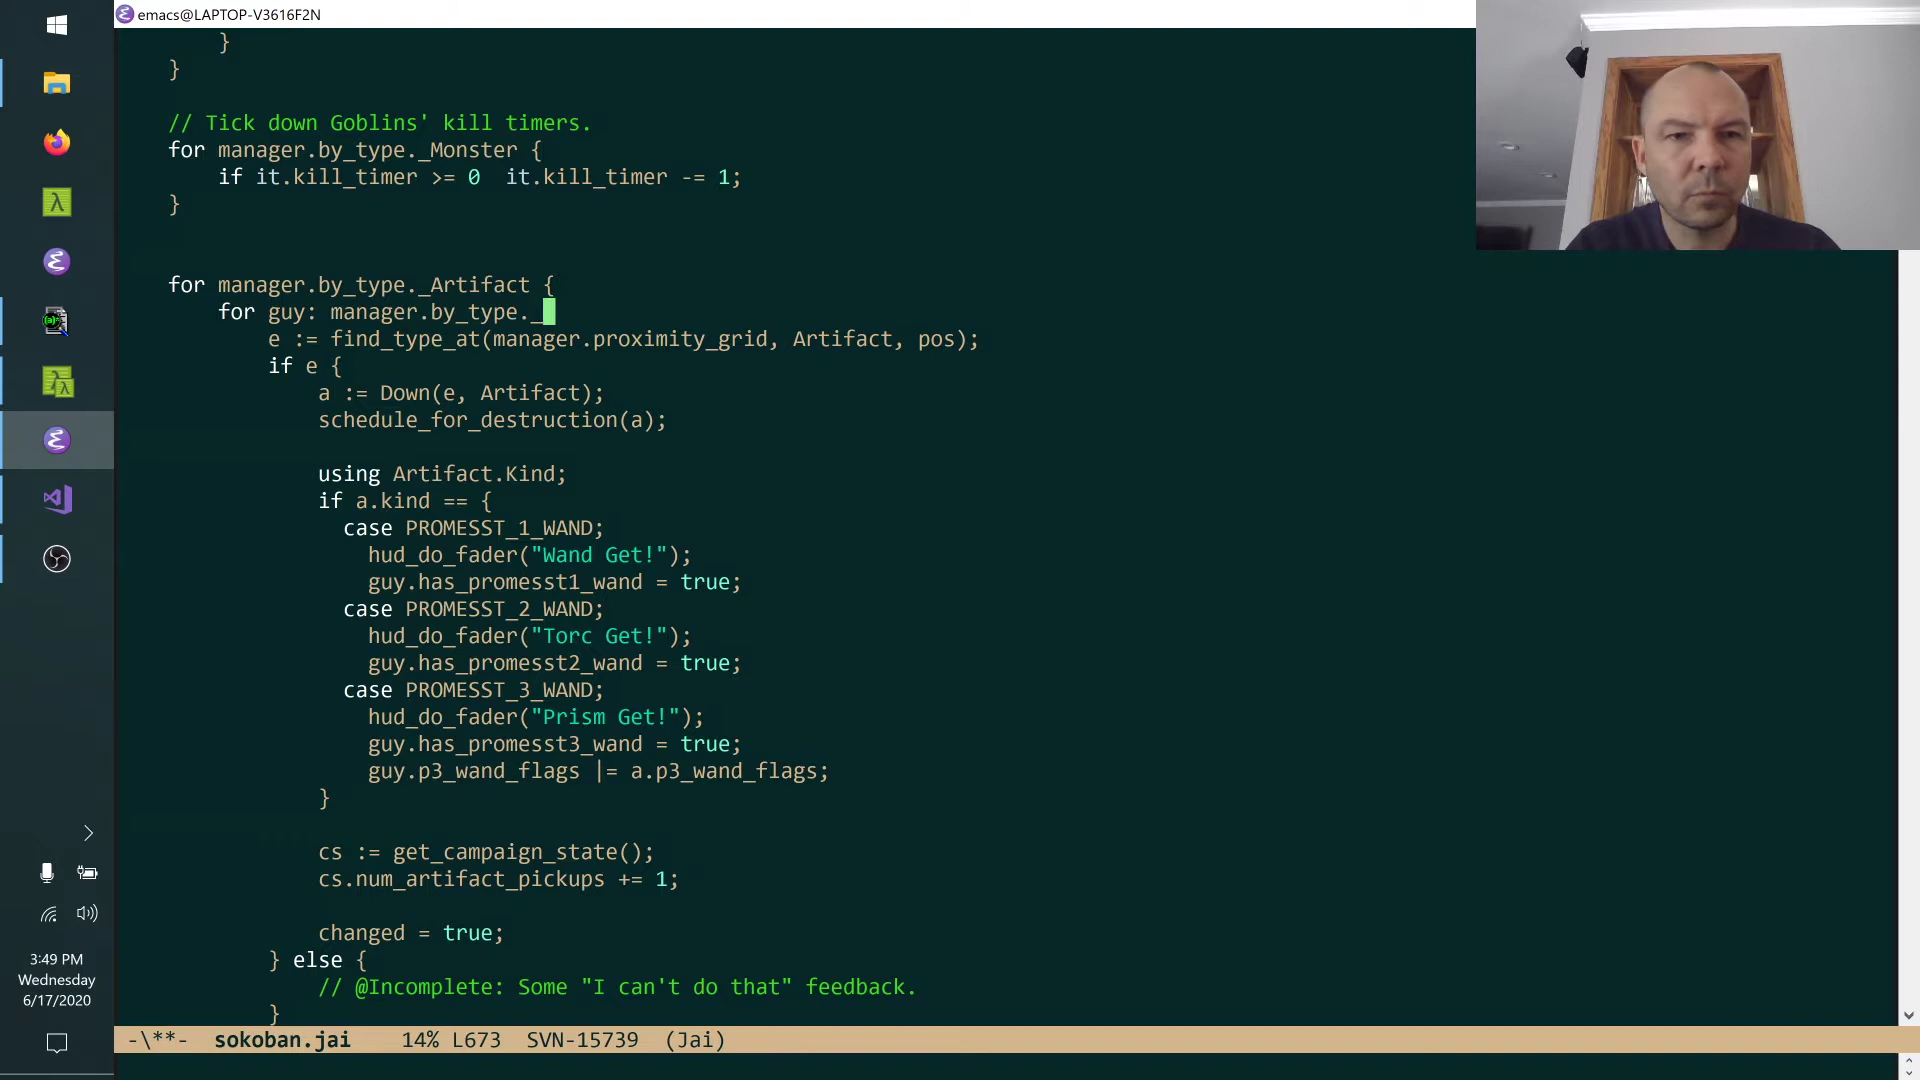 emacs@LAPTOP-V3616F2N
}
}
// Tick down Goblins' kill timers.
for manager.by_type._Monster {
if it.kill_timer >= 0  it.kill_timer -= 1;
}
for manager.by_type._Artifact {
for guy: manager.by_type._
e := find_type_at(manager.proximity_grid, Artifact, pos);
if e {
a := Down(e, Artifact);
schedule_for_destruction(a);
using Artifact.Kind;
if a.kind == {
case PROMESST_1_WAND;
hud_do_fader("Wand Get!");
guy.has_promesst1_wand = true;
case PROMESST_2_WAND;
hud_do_fader("Torc Get!");
guy.has_promesst2_wand = true;
case PROMESST_3_WAND;
hud_do_fader("Prism Get!");
guy.has_promesst3_wand = true;
guy.p3_wand_flags |= a.p3_wand_flags;
}
cs := get_campaign_state();
cs.num_artifact_pickups += 1;
changed = true;
} else {
// @Incomplete: Some "I can't do that" feedback.
}
-\**-  sokoban.jai    14% L673  SVN-15739  (Jai)
3:49 PM
Wednesday
6/17/2020